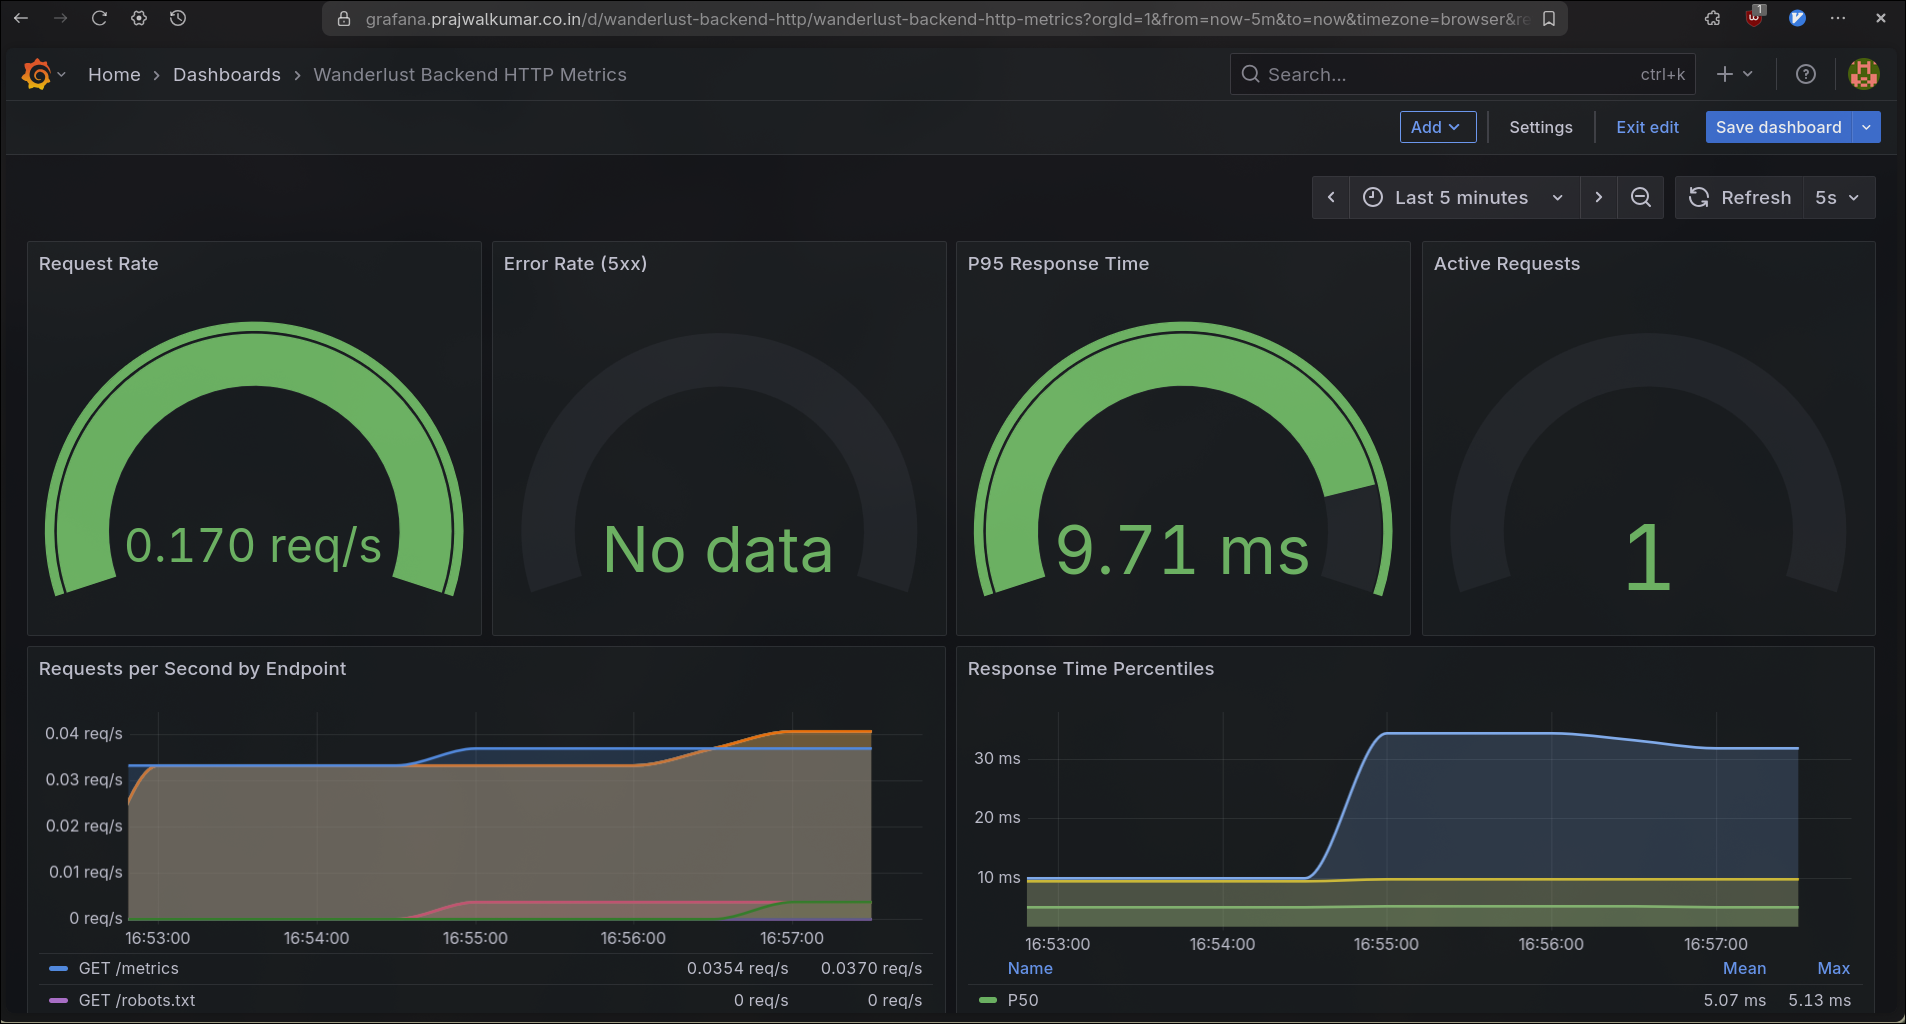 grafana.prajwalkumar.co.in/d/wanderlust-backend-http/wanderlust-backend-http-metrics?orgId=1&from=now-5m&to=now&timezone=browser&re
1
Home › Dashboards › Wanderlust Backend HTTP Metrics
Search... ctrl+k
Add Settings Exit edit Save dashboard
Last 5 minutes Refresh 5s
Request Rate Error Rate (5xx) P95 Response Time Active Requests
0.170 req/s No data 9.71 ms 1
Requests per Second by Endpoint
0.04 req/s
0.03 req/s
0.02 req/s
0.01 req/s
0 req/s
16:53:00 16:54:00 16:55:00 16:56:00 16:57:00
GET /metrics 0.0354 req/s 0.0370 req/s
GET /robots.txt 0 req/s 0 req/s
Response Time Percentiles
30 ms
20 ms
10 ms
16:53:00 16:54:00 16:55:00 16:56:00 16:57:00
Name Mean Max
P50 5.07 ms 5.13 ms